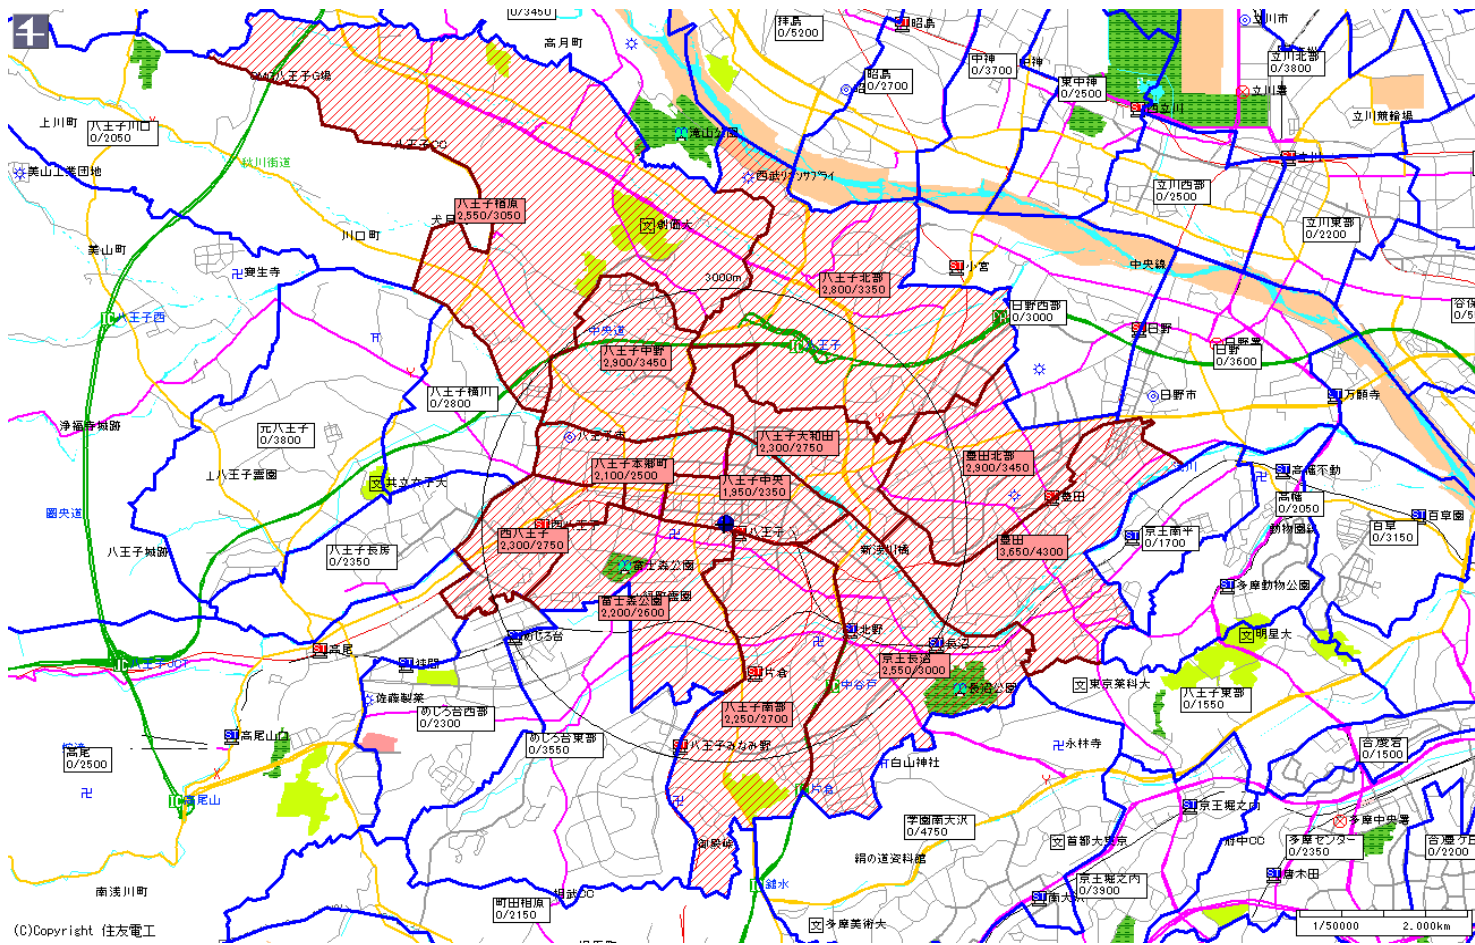 0/3450
高月町
拝島
0/5200
昭島
立川市
立川北部
0/3800
中神
0/3700
昭島
0/2700
東中神
0/2500
西立川
立川署
立川競輪場
上川町
八王子川口
0/2050
八王子CC
滝山公園
秋川街道
美山工業団地
立川
西武リネンサプライ
立川西部
0/2500
八王子楢原
2,550/3050
創価大
立川東部
0/2200
川口町
美山町
寶生寺
3000m
八王子北部
2,800/3350
小宮
中央線
日野西部
0/3000
八王子西
中央道
八王子
日野
日野署
日野
0/3600
八王子中野
2,900/3450
八王子楢川
0/2800
日野市
万願寺
浄福寺城跡
元八王子
0/3800
八王子市
八王子大和田
2,300/2750
八王子霊園
共立女子大
八王子本郷町
2,100/2500
八王子中央
1,950/2350
豊田北部
2,900/3450
浅川
高幡不動
豊田
高幡
0/2050
圏央道
西八王子
西八王子
2,300/2750
八王子
百草園
百草
0/3150
動物園線
京王南平
0/1700
八王子城跡
八王子長房
0/2350
新浅川橋
豊田
3,650/4300
富士森公園
多摩動物公園
富士森公園
2,200/2600
めじろ台
北野
長沼
明星大
高尾
狭間
八王子JCT
京王長沼
2,550/3000
片倉
中谷戸
長沼公園
東京薬科大
八王子東部
0/1550
佐藤製薬
めじろ台西部
0/2300
八王子南部
2,250/2700
高尾山口
めじろ台東部
0/3550
八王子みなみ野
永林寺
高尾
0/2500
白山神社
0/1500
高尾山
片倉
京王堀之内
学園南大沢
0/4750
首都大東京
多摩中央署
多摩センター
0/2350
府中CC
0/2200
御殿峠
絹の道資料館
京王堀之内
0/3900
唐木田
南浅川町
相武CC
鑓水
町田相原
0/2150
多摩美術大
南大沢
1/50000
2.000km
(C)Copyright 住友電工